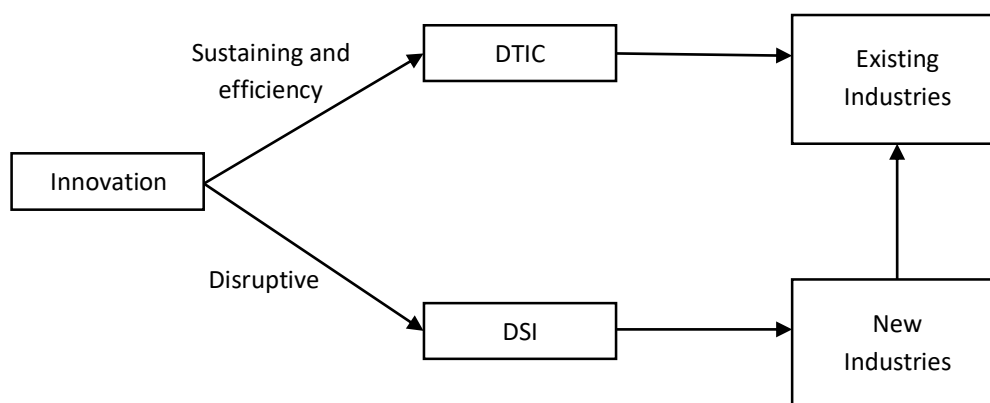 Sustaining and
efficiency
DTIC
Existing
Industries
Innovation
Disruptive
DSI
New
Industries